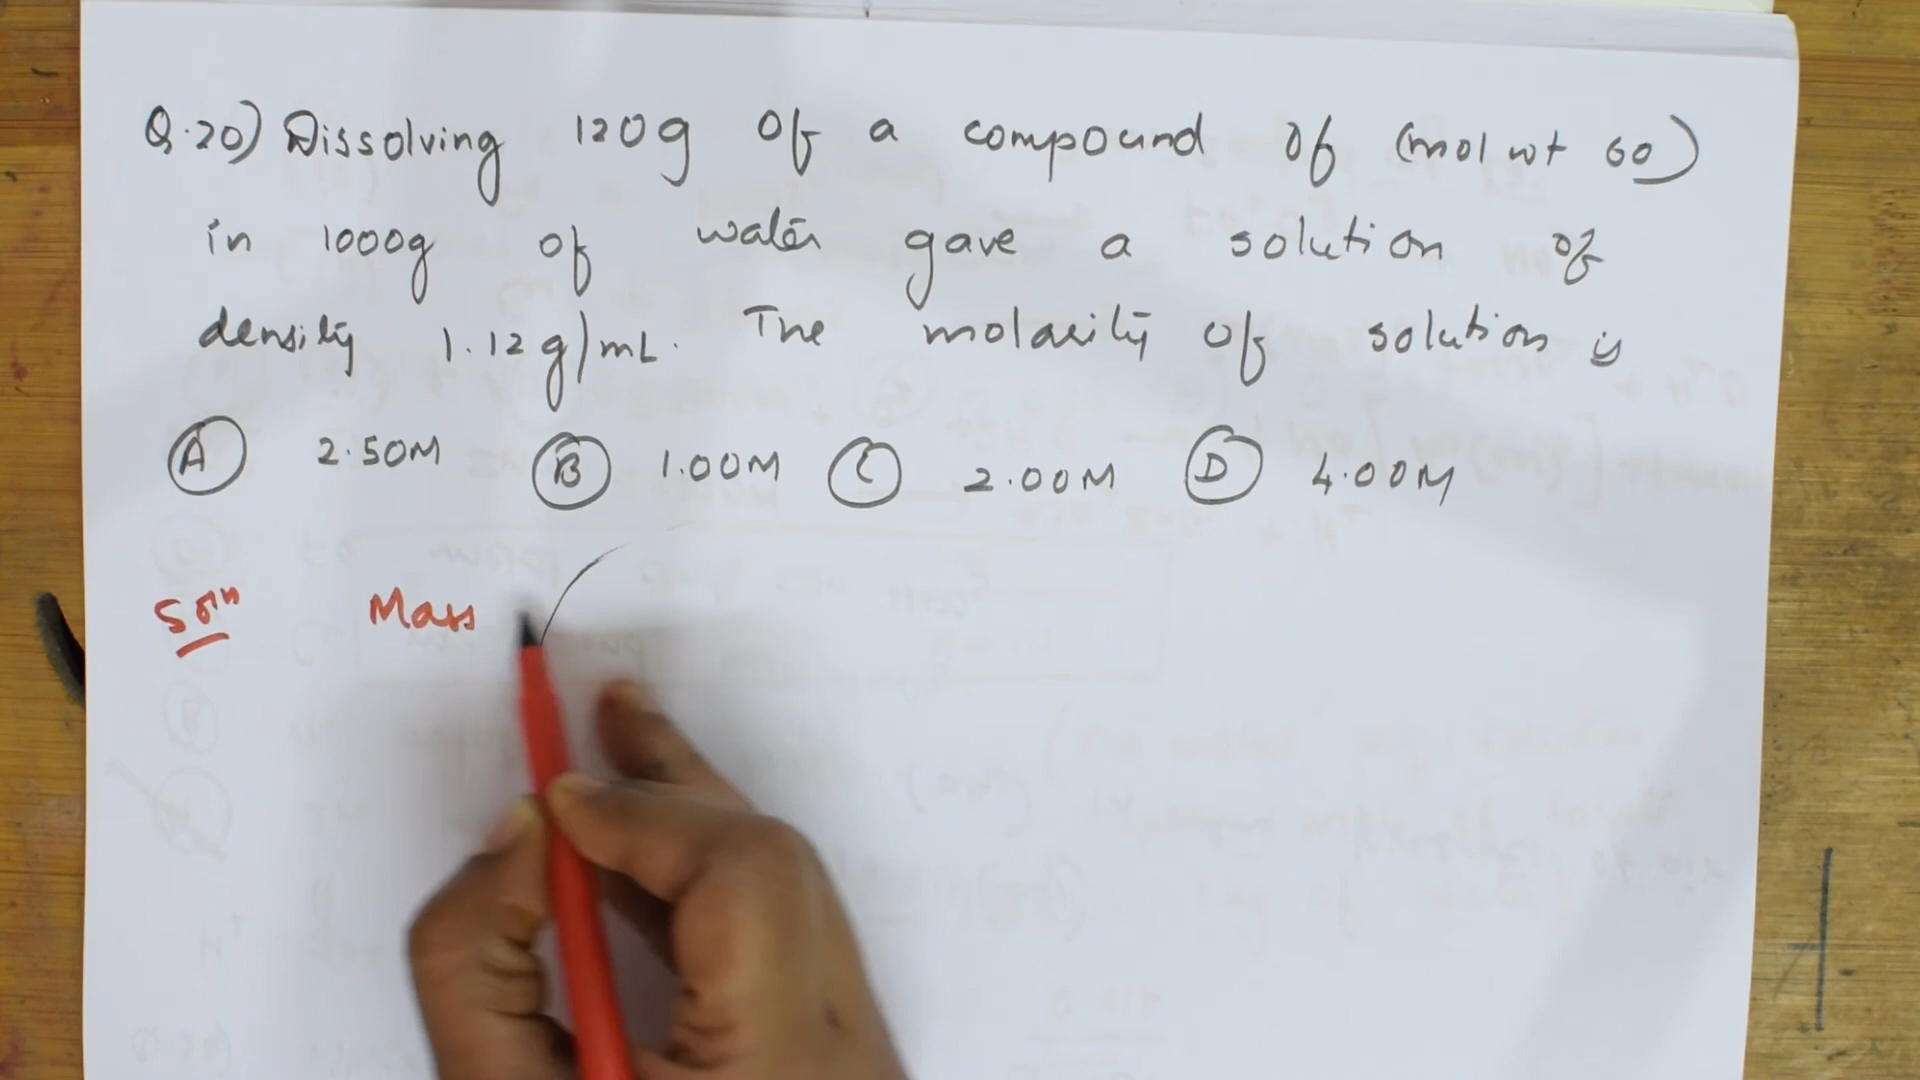 Q.20) Dissolving 120g of a compound of (mol wt 60)
in 1000g of water gave a solution of
density 1.12 g/mL. The molarity of solution is
(A) 2.50M (B) 1.00M (C) 2.00M (D) 4.00M
Soln Mass